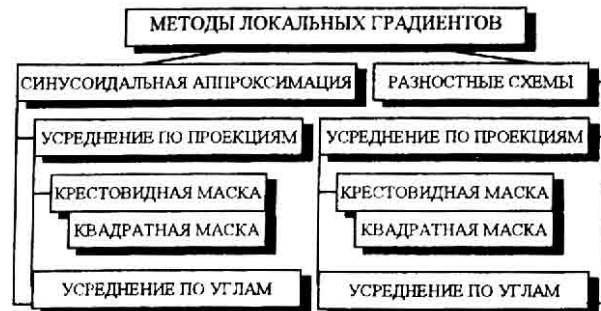 МЕТОДЫ ЛОКАЛЬНЫХ ГРАДИЕНТОВ
СИНУСОИДАЛЬНАЯ АППРОКСИМАЦИЯ
РАЗНОСТНЫЕ СХЕМЫ
УСРЕДНЕНИЕ ПО ПРОЕКЦИЯМ
УСРЕДНЕНИЕ ПО ПРОЕКЦИЯМ
КРЕСТОВИДНАЯ МАСКА
КРЕСТОВИДНАЯ МАСКА
КВАДРАТНАЯ МАСКА
КВАДРАТНАЯ МАСКА
УСРЕДНЕНИЕ ПО УГЛАМ
УСРЕДНЕНИЕ ПО УГЛАМ